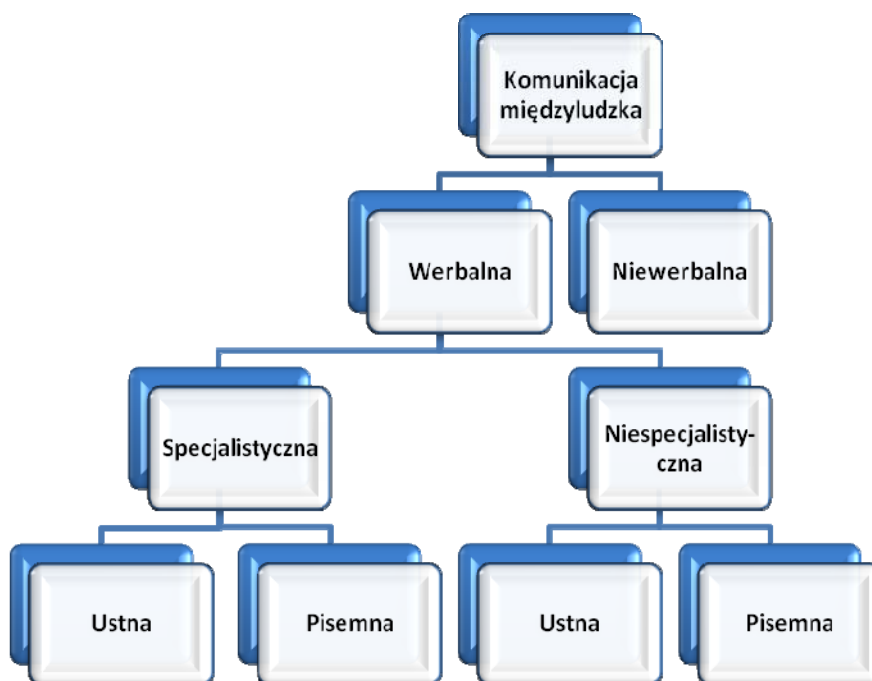 Komunikacja
międzyludzka
Werbalna
Niewerbalna
Specjalistyczna
Niespecjalisty-
czna
Ustna
Pisemna
Ustna
Pisemna